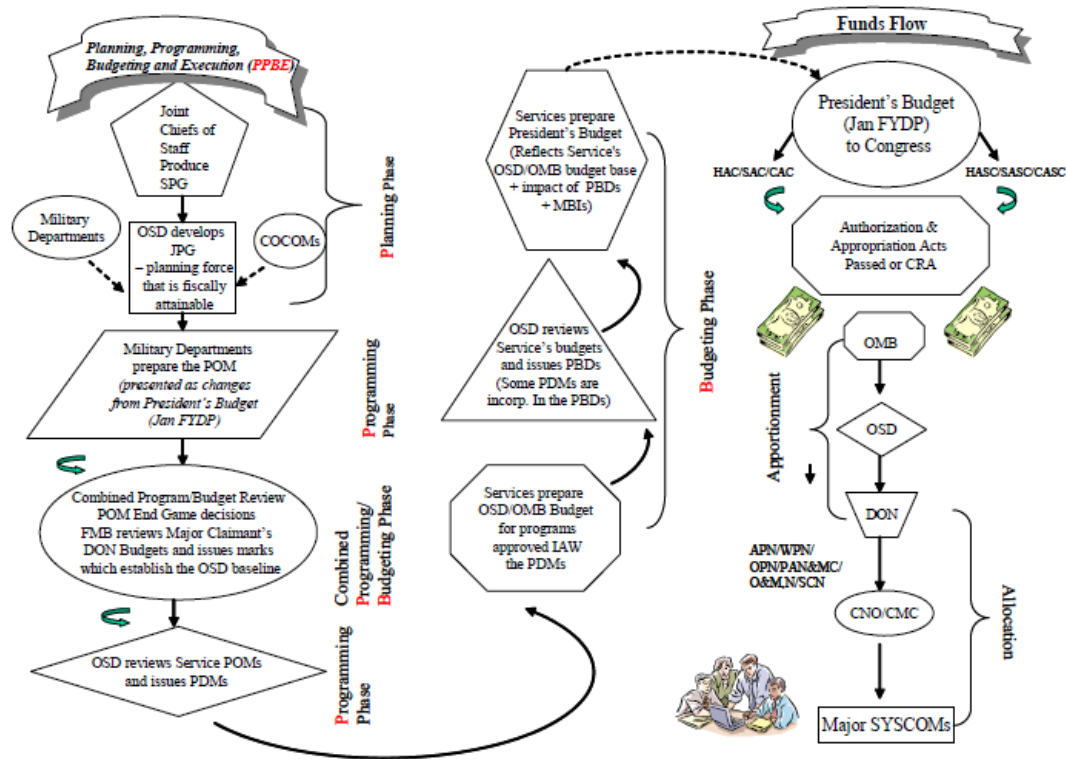 Planning, Programming,
Budgeting and Execution (PPBE)
Joint
Chiefs of
Staff
Produce
SPG
Military
Departments
OSD develops
JPG
– planning force
that is fiscally
attainable
COCOMs
Planning Phase
Military Departments
prepare the POM
(presented as changes
from President's Budget
(Jan FYDP)
Programming
Phase
Combined Program/Budget Review
POM End Game decisions
FMB reviews Major Claimant's
DON Budgets and issues marks
which establish the OSD baseline
Combined
Programming/
Budgeting Phase
OSD reviews Service POMs
and issues PDMs
Programming
Phase
Services prepare
President's Budget
(Reflects Service's
OSD/OMB budget base
+ impact of PBDs
+ MBIs)
OSD reviews
Service's budgets
and issues PBDs
(Some PDMs are
incorp. In the PBDs)
Services prepare
OSD/OMB Budget
for programs
approved IAW
the PDMs
Budgeting Phase
Funds Flow
President's Budget
(Jan FYDP)
to Congress
HAC/SAC/CAC
HASC/SASC/CASC
Authorization &
Appropriation Acts
Passed or CRA
OMB
OSD
DON
Apportionment
APN/WPN/
OPN/PAN&MC/
O&M,N/SCN
CNO/CMC
Major SYSCOMs
Allocation